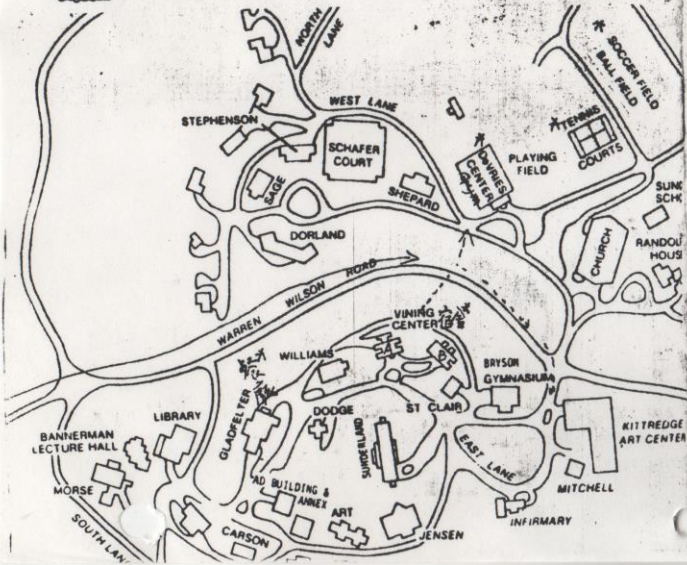 NORTH
LANE
WEST LANE
SOCCER FIELD
BALL FIELD
STEPHENSON
SCHAFER
COURT
TENNIS
COURTS
DEVRIES
CENTER
PLAYING
FIELD
SAGE
SHEPARD
DORLAND
CHURCH
WARREN WILSON ROAD
VINING
CENTER
WILLIAMS
BRYSON
GYMNASIUM
GLADFELTER
DODGE
ST CLAIR
LIBRARY
BANNERMAN
LECTURE HALL
SUNDERLAND
EAST LANE
KITTREDGE
ART CENTER
MORSE
AD BUILDING &
ANNEX
ART
MITCHELL
INFIRMARY
JENSEN
CARSON
SOUTH LANE